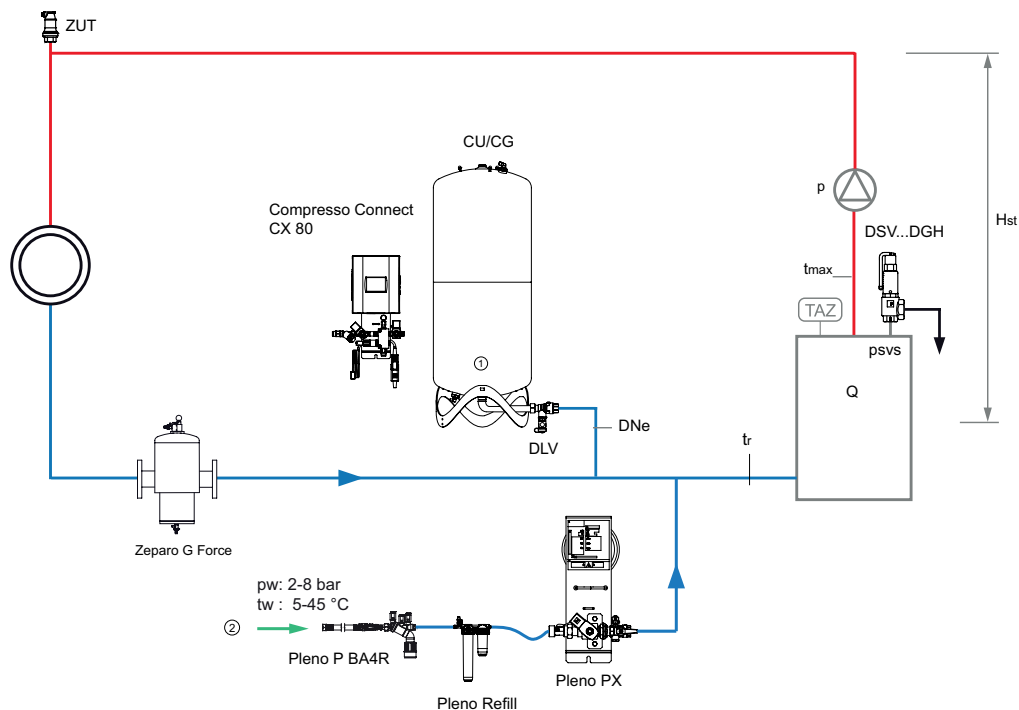 ZUT
CU/CG
p
Hst
Compresso Connect
CX 80
DSV...DGH
tmax
TAZ
psvs
1
Q
DNe
DLV
tr
Zeparo G Force
pw: 2-8 bar
tw : 5-45 °C
2
Pleno P BA4R
Pleno PX
Pleno Refill